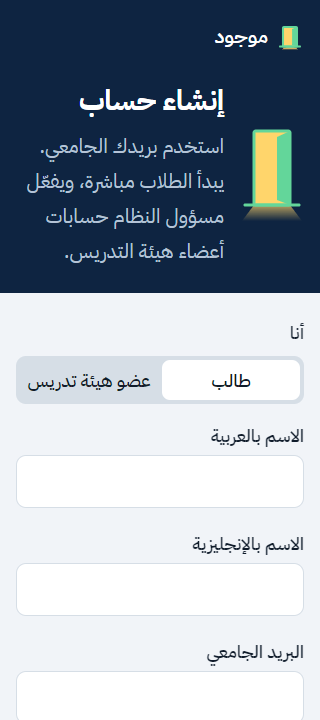 موجود
إنشاء حساب
استخدم بريدك الجامعي.
يبدأ الطلاب مباشرة، ويفعّل
مسؤول النظام حسابات
أعضاء هيئة التدريس.
أنا
طالب
عضو هيئة تدريس
الاسم بالعربية
الاسم بالإنجليزية
البريد الجامعي